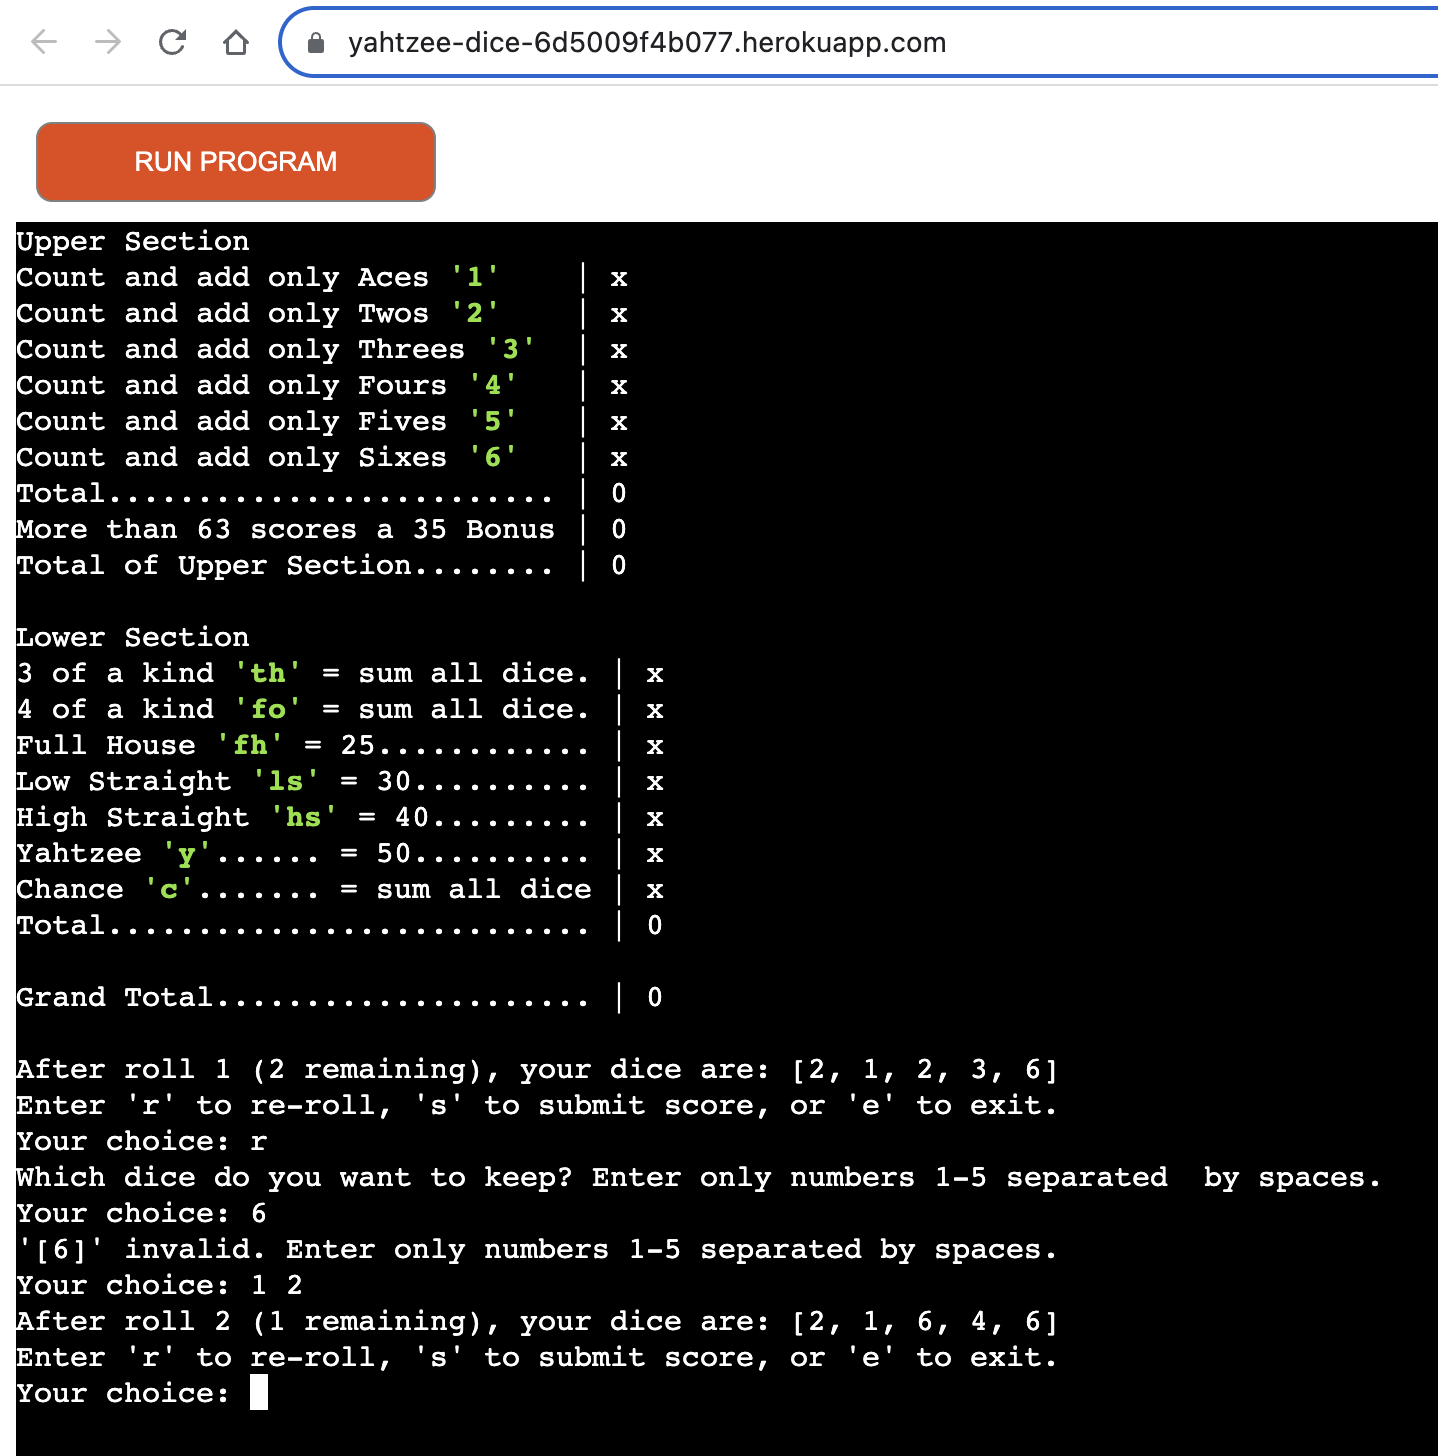 yahtzee-dice-6d5009f4b077.herokuapp.com
RUN PROGRAM
Upper Section
Count and add only Aces '1'     | x
Count and add only Twos '2'     | x
Count and add only Threes '3'   | x
Count and add only Fours '4'    | x
Count and add only Fives '5'    | x
Count and add only Sixes '6'    | x
Total......................... | 0
More than 63 scores a 35 Bonus | 0
Total of Upper Section........ | 0
Lower Section
3 of a kind 'th' = sum all dice. | x
4 of a kind 'fo' = sum all dice. | x
Full House 'fh' = 25............ | x
Low Straight 'ls' = 30.......... | x
High Straight 'hs' = 40......... | x
Yahtzee 'y'...... = 50.......... | x
Chance 'c'....... = sum all dice | x
Total........................... | 0
Grand Total..................... | 0
After roll 1 (2 remaining), your dice are: [2, 1, 2, 3, 6]
Enter 'r' to re-roll, 's' to submit score, or 'e' to exit.
Your choice: r
Which dice do you want to keep? Enter only numbers 1-5 separated  by spaces.
Your choice: 6
'[6]' invalid. Enter only numbers 1-5 separated by spaces.
Your choice: 1 2
After roll 2 (1 remaining), your dice are: [2, 1, 6, 4, 6]
Enter 'r' to re-roll, 's' to submit score, or 'e' to exit.
Your choice: